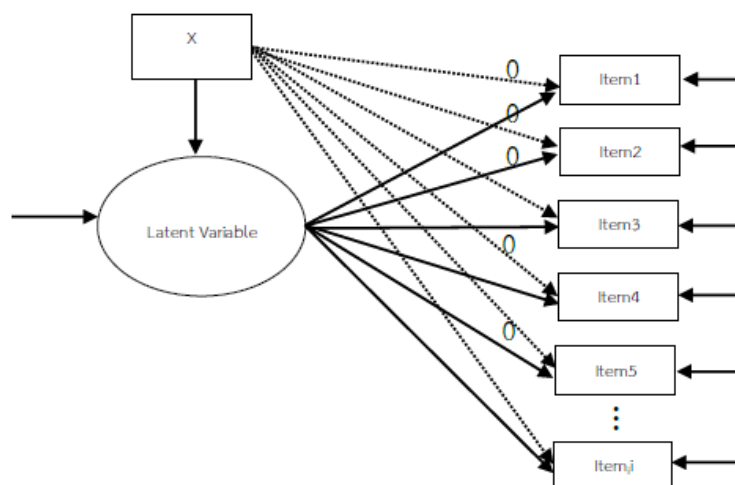 X
0
Item1
0
Item2
0
Latent Variable
Item3
0
Item4
0
Item5
Item,i